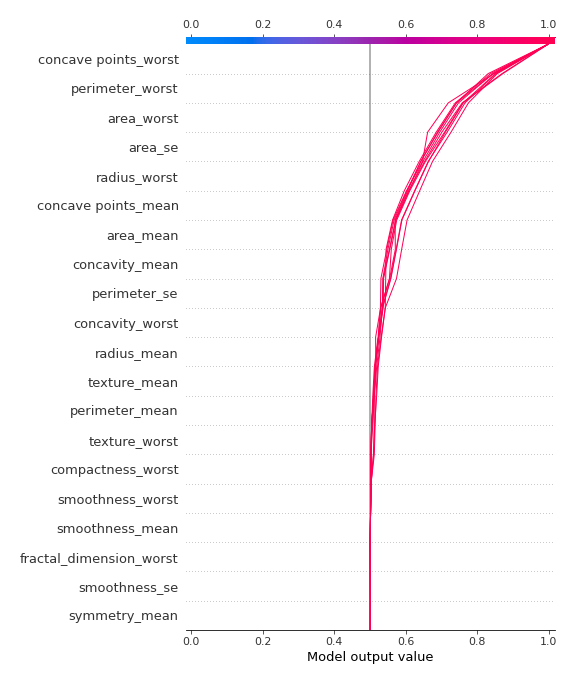 0.0 0.2 0.4 0.6 0.8 1.0
concave points_worst
perimeter_worst
area_worst
area_se
radius_worst
concave points_mean
area_mean
concavity_mean
perimeter_se
concavity_worst
radius_mean
texture_mean
perimeter_mean
texture_worst
compactness_worst
smoothness_worst
smoothness_mean
fractal_dimension_worst
smoothness_se
symmetry_mean
0.0 0.2 0.4 0.6 0.8 1.0
Model output value